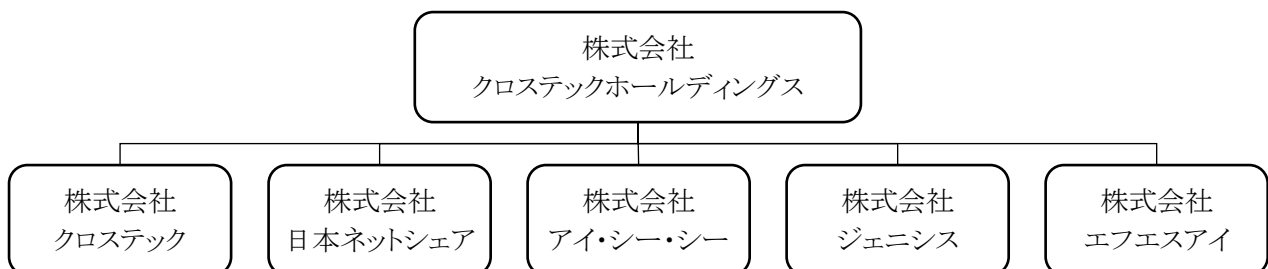 株式会社
クロステックホールディングス
株式会社
クロステック
株式会社
日本ネットシェア
株式会社
アイ・シー・シー
株式会社
ジェニシス
株式会社
エフエスアイ